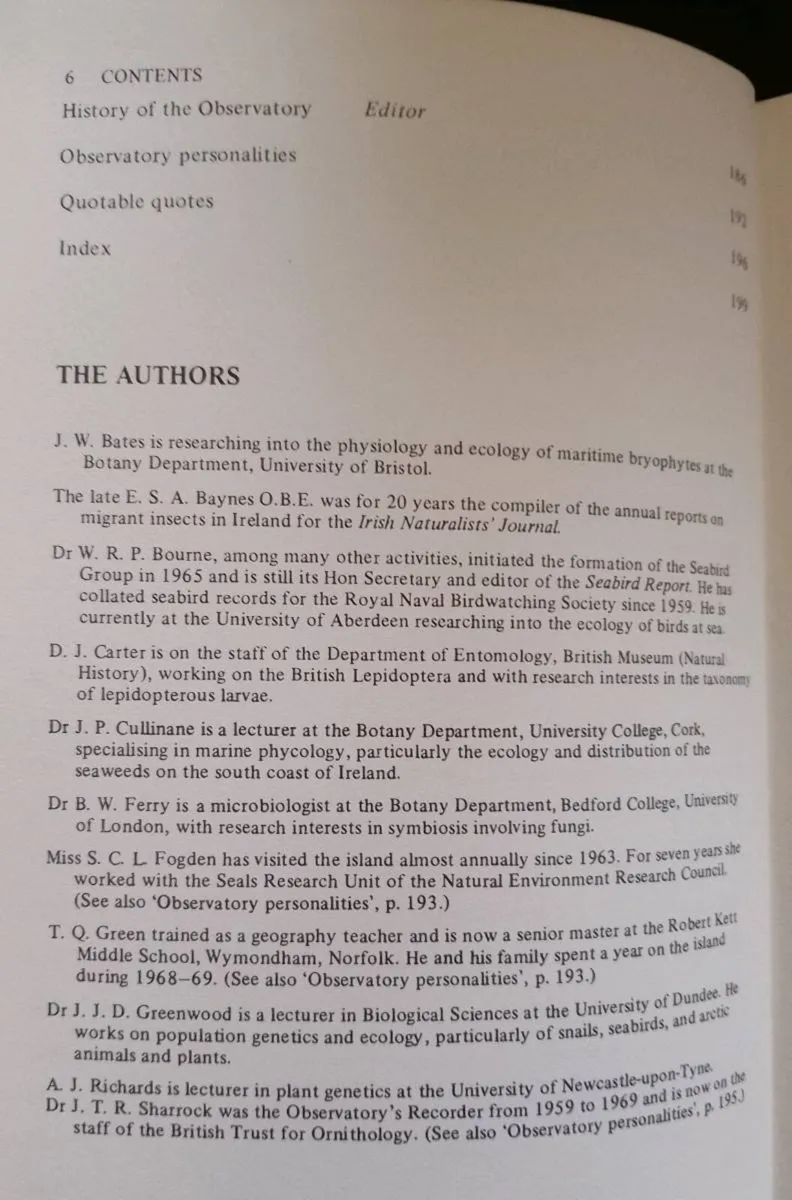 6 CONTENTS
History of the Observatory Editor 186
Observatory personalities 192
Quotable quotes 196
Index 199
THE AUTHORS
J. W. Bates is researching into the physiology and ecology of maritime bryophytes at the
Botany Department, University of Bristol.
The late E. S. A. Baynes O.B.E. was for 20 years the compiler of the annual reports on
migrant insects in Ireland for the Irish Naturalists' Journal.
Dr W. R. P. Bourne, among many other activities, initiated the formation of the Seabird
Group in 1965 and is still its Hon Secretary and editor of the Seabird Report. He has
collated seabird records for the Royal Naval Birdwatching Society since 1959. He is
currently at the University of Aberdeen researching into the ecology of birds at sea.
D. J. Carter is on the staff of the Department of Entomology, British Museum (Natural
History), working on the British Lepidoptera and with research interests in the taxonomy
of lepidopterous larvae.
Dr J. P. Cullinane is a lecturer at the Botany Department, University College, Cork,
specialising in marine phycology, particularly the ecology and distribution of the
seaweeds on the south coast of Ireland.
Dr B. W. Ferry is a microbiologist at the Botany Department, Bedford College, University
of London, with research interests in symbiosis involving fungi.
Miss S. C. L. Fogden has visited the island almost annually since 1963. For seven years she
worked with the Seals Research Unit of the Natural Environment Research Council.
(See also 'Observatory personalities', p. 193.)
T. Q. Green trained as a geography teacher and is now a senior master at the Robert Kett
Middle School, Wymondham, Norfolk. He and his family spent a year on the island
during 1968–69. (See also 'Observatory personalities', p. 193.)
Dr J. J. D. Greenwood is a lecturer in Biological Sciences at the University of Dundee. He
works on population genetics and ecology, particularly of snails, seabirds, and arctic
animals and plants.
A. J. Richards is lecturer in plant genetics at the University of Newcastle-upon-Tyne.
Dr J. T. R. Sharrock was the Observatory's Recorder from 1959 to 1969 and is now on the
staff of the British Trust for Ornithology. (See also 'Observatory personalities', p. 195.)